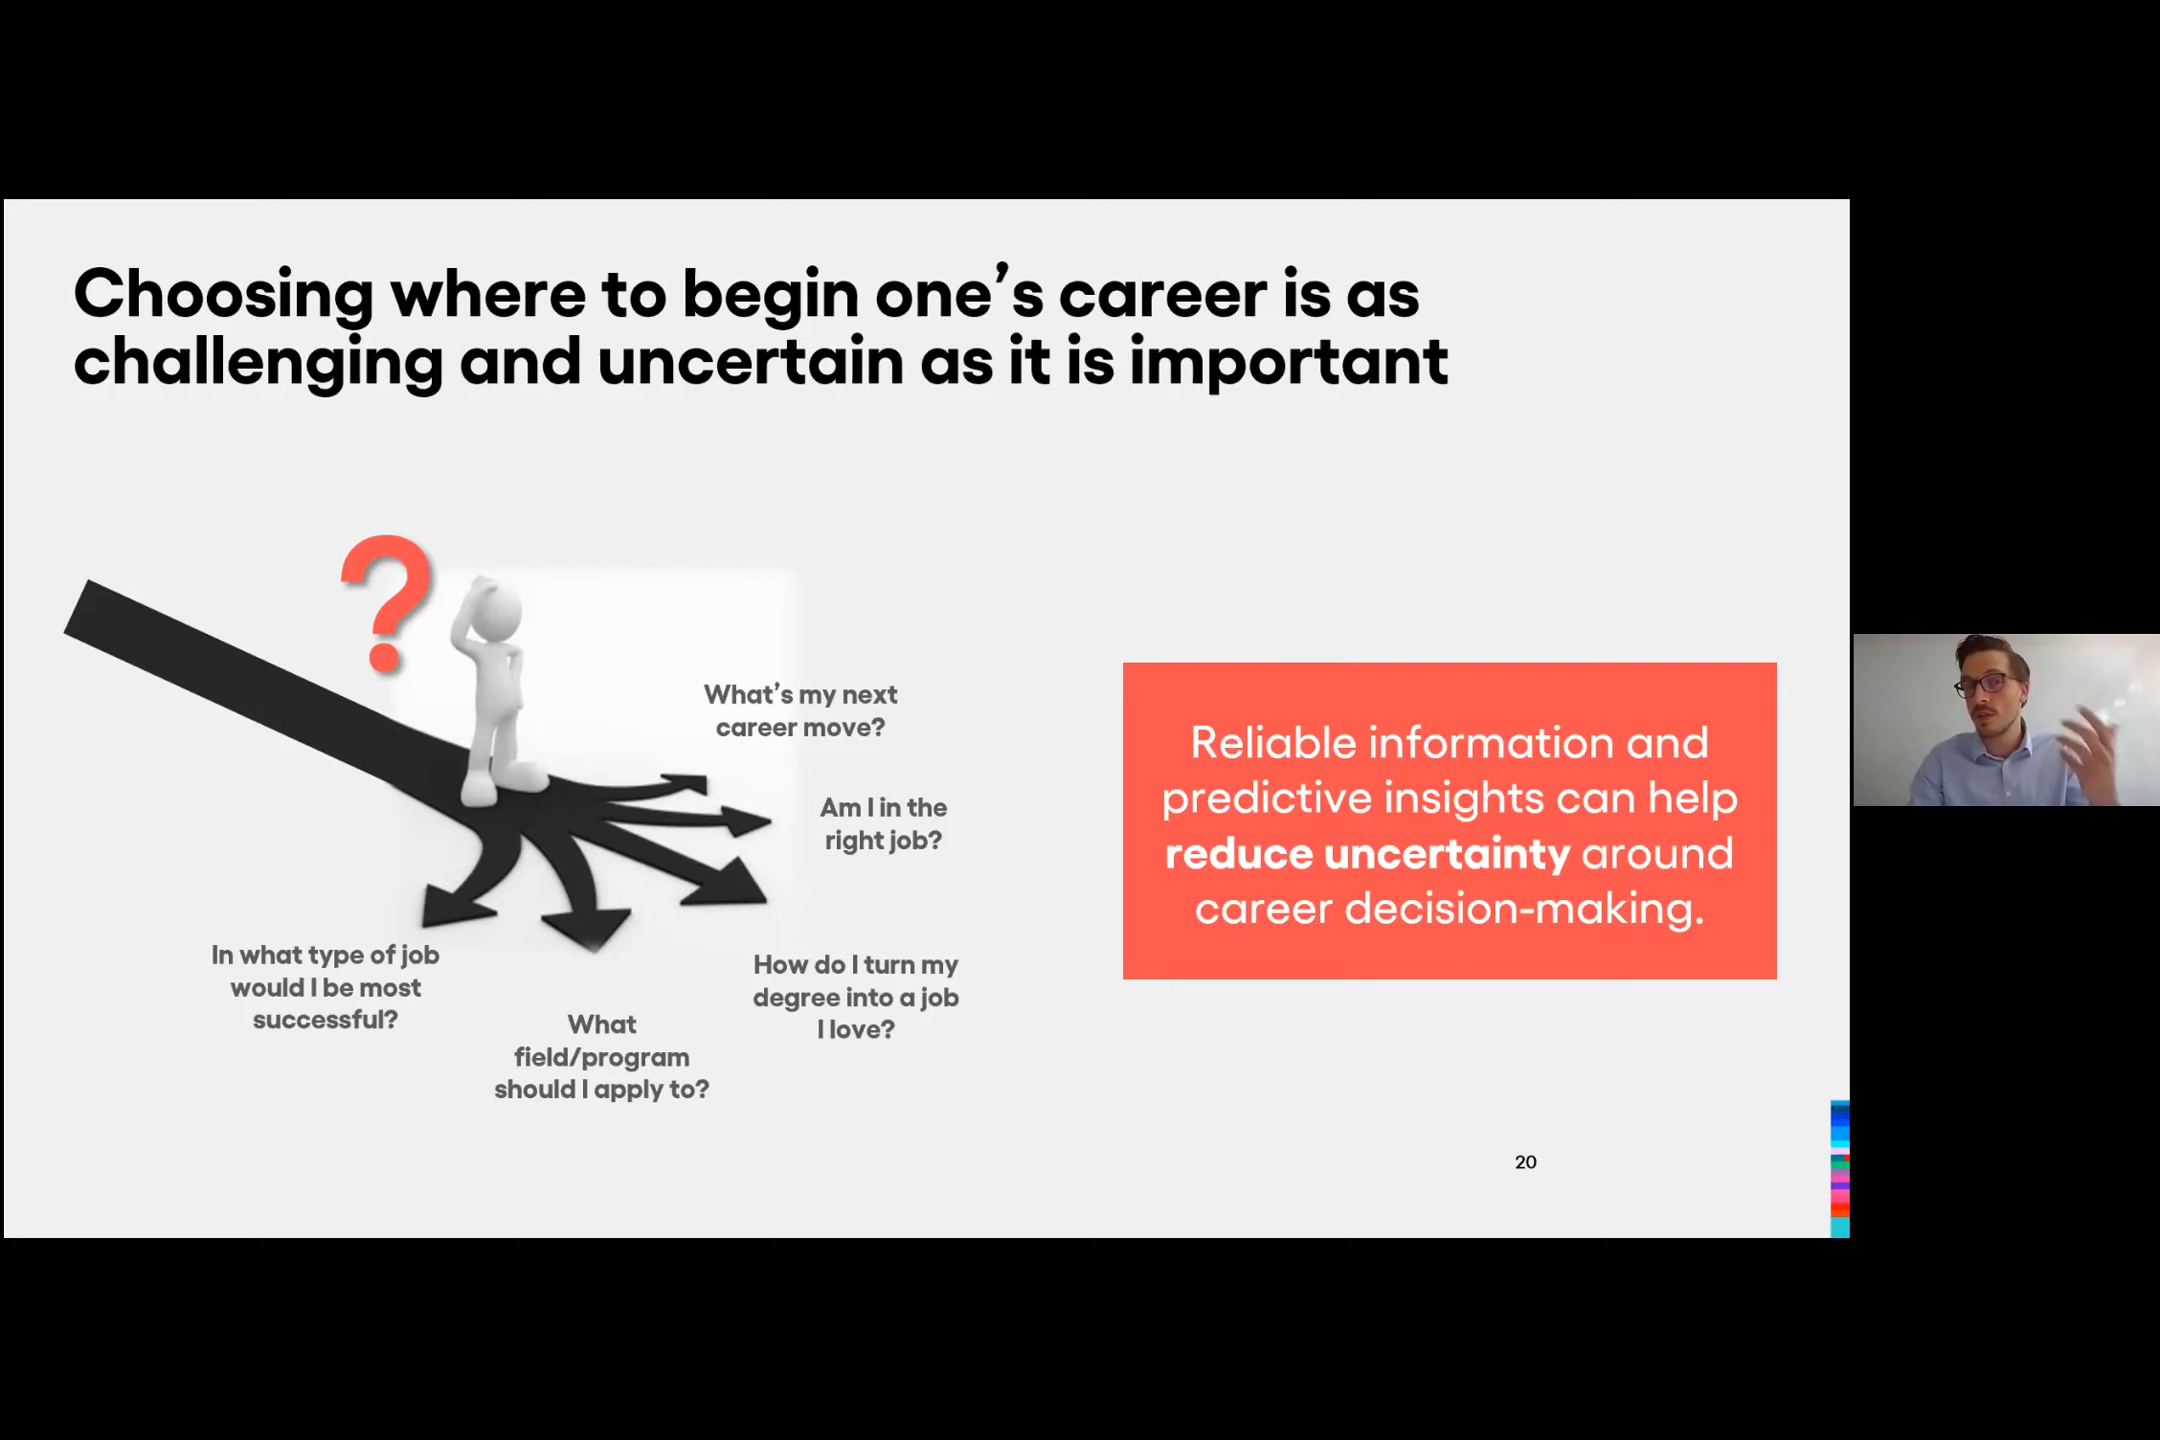 Choosing where to begin one’s career is as
challenging and uncertain as it is important
?
What’s my next
career move?
Am I in the
right job?
How do I turn my
degree into a job
I love?
What
field/program
should I apply to?
In what type of job
would I be most
successful?
Reliable information and
predictive insights can help
reduce uncertainty around
career decision-making.
20